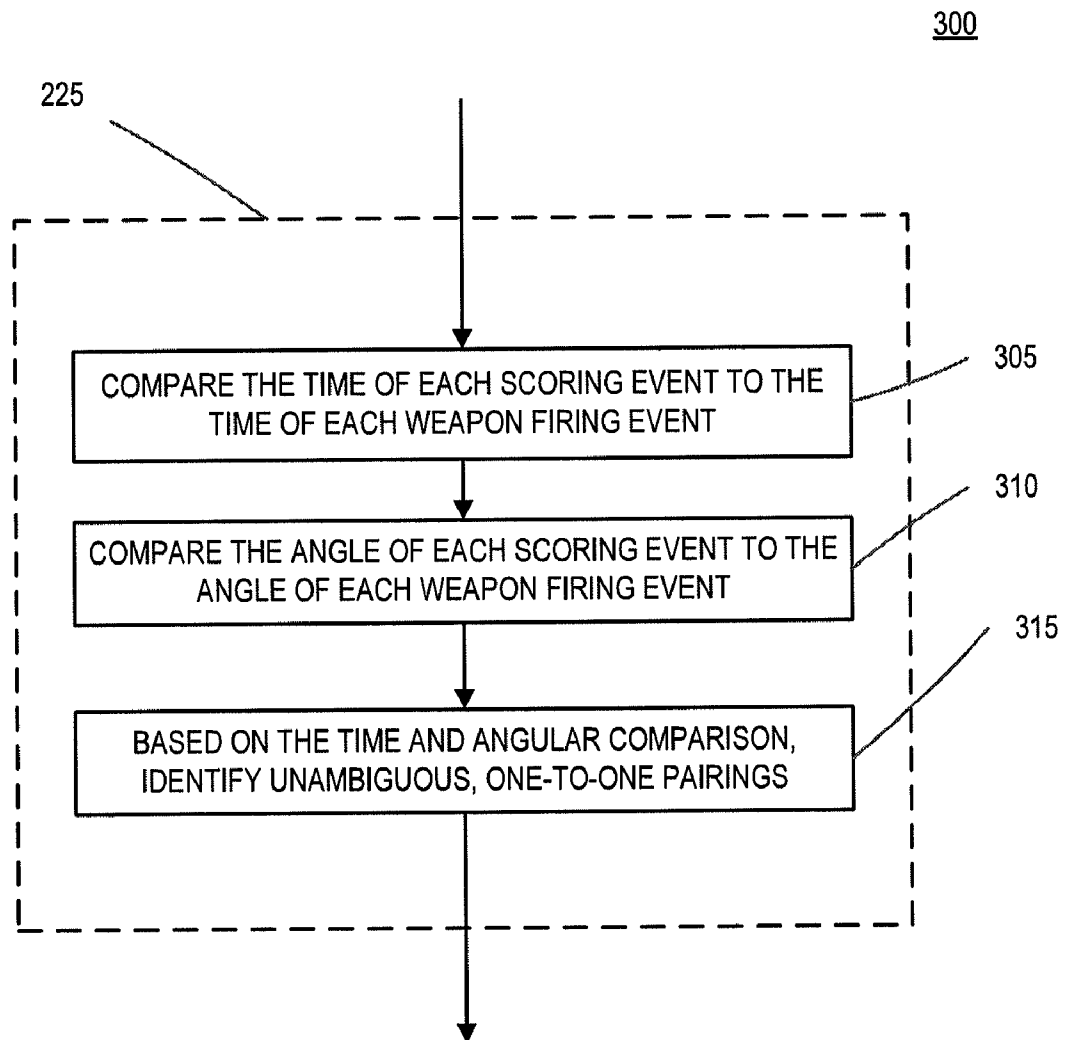 300
225
COMPARE THE TIME OF EACH SCORING EVENT TO THE
TIME OF EACH WEAPON FIRING EVENT
305
COMPARE THE ANGLE OF EACH SCORING EVENT TO THE
ANGLE OF EACH WEAPON FIRING EVENT
310
BASED ON THE TIME AND ANGULAR COMPARISON,
IDENTIFY UNAMBIGUOUS, ONE-TO-ONE PAIRINGS
315